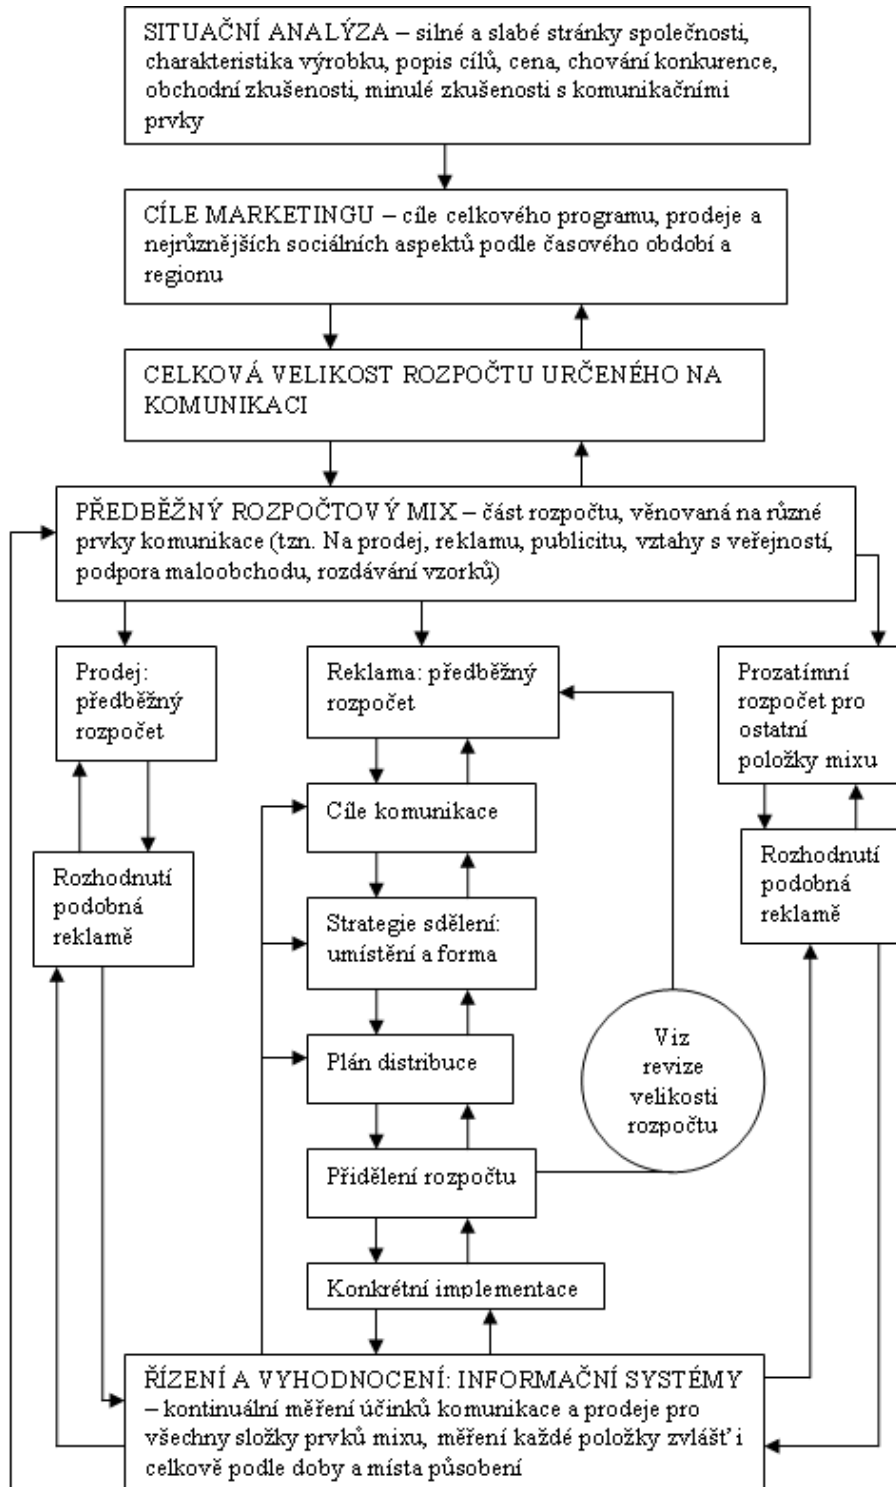 SITUAČNÍ ANALÝZA – silné a slabé stránky společnosti,
charakteristika výrobku, popis cílů, cena, chování konkurence,
obchodní zkušenosti, minulé zkušenosti s komunikačními
prvky
CÍLE MARKETINGU – cíle celkového programu, prodeje a
nejrůznějších sociálních aspektů podle časového období a
regionu
CELKOVÁ VELIKOST ROZPOČTU URČENÉHO NA
KOMUNIKACI
PŘEDBĚŽNÝ ROZPOČTOVÝ MIX – část rozpočtu, věnovaná na různé
prvky komunikace (tzn. Na prodej, reklamu, publicitu, vztahy s veřejností,
podpora maloobchodu, rozdávání vzorků)
Prodej:
předběžný
rozpočet
Reklama: předběžný
rozpočet
Prozatímní
rozpočet pro
ostatní
položky mixu
Cíle komunikace
Rozhodnutí
podobná
reklamě
Rozhodnutí
podobná
reklamě
Strategie sdělení:
umístění a forma
Plán distribuce
Viz
revize
velikosti
rozpočtu
Přidělení rozpočtu
Konkrétní implementace
ŘÍZENÍ A VYHODNOCENÍ: INFORMAČNÍ SYSTÉMY
– kontinuální měření účinků komunikace a prodeje pro
všechny složky prvků mixu, měření každé položky zvlášť i
celkově podle doby a místa působení